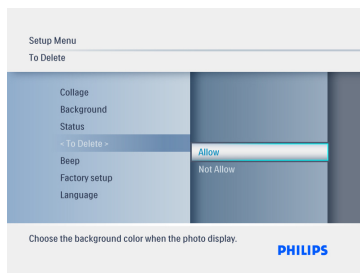 Setup Menu
To Delete
Collage
Background
Status
« To Delete »
Beep
Factory setup
Language
Allow
Not Allow
Choose the background color when the photo display.
PHILIPS